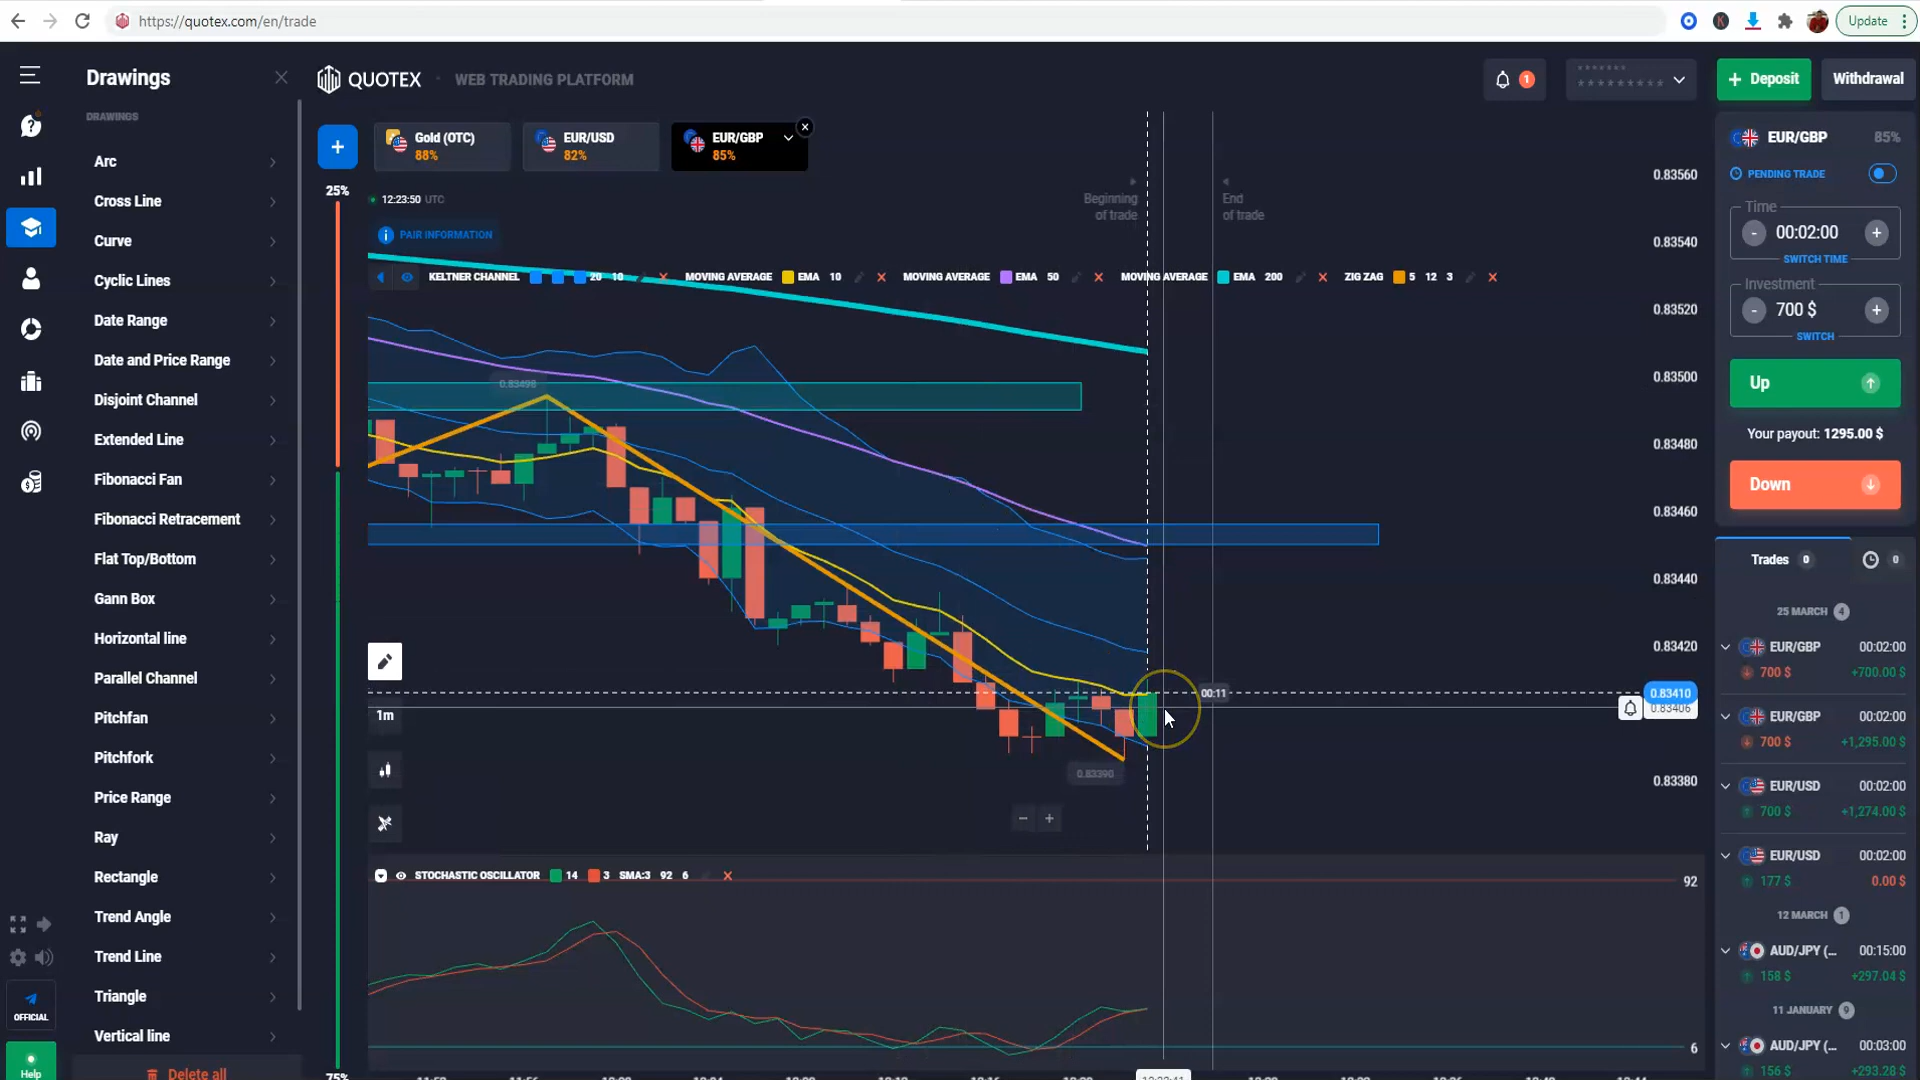 https://quotex.com/en/trade
Update
Drawings
DRAWINGS
Arc
Cross Line
Curve
Cyclic Lines
Date Range
Date and Price Range
Disjoint Channel
Extended Line
Fibonacci Fan
Fibonacci Retracement
Flat Top/Bottom
Gann Box
Horizontal line
Parallel Channel
Pitchfan
Pitchfork
Price Range
Ray
Rectangle
Trend Angle
Trend Line
Triangle
Vertical line
Delete all
OFFICIAL
Help
QUOTEX
WEB TRADING PLATFORM
1
Deposit
Withdrawal
+
Gold (OTC)
88%
EUR/USD
82%
EUR/GBP
85%
25%
75%
12:23:50 UTC
PAIR INFORMATION
Beginning
of trade
End
of trade
KELTNER CHANNEL 20 10
MOVING AVERAGE EMA 10
MOVING AVERAGE EMA 50
MOVING AVERAGE EMA 200
ZIG ZAG 5 12 3
0.83498
0.83390
00:11
1m
0.83560
0.83540
0.83520
0.83500
0.83480
0.83460
0.83440
0.83420
0.83410
0.83406
0.83380
STOCHASTIC OSCILLATOR 14 3 SMA:3 92 6
92
6
EUR/GBP
85%
PENDING TRADE
Time
- 00:02:00 +
SWITCH TIME
Investment
- 700 $ +
SWITCH
Up
Your payout: 1295.00 $
Down
Trades 0
0
25 MARCH 4
EUR/GBP 00:02:00
700 $ +700.00 $
EUR/GBP 00:02:00
700 $ +1,295.00 $
EUR/USD 00:02:00
700 $ +1,274.00 $
EUR/USD 00:02:00
177 $ 0.00 $
12 MARCH 1
AUD/JPY (... 00:15:00
158 $ +297.04 $
11 JANUARY 9
AUD/JPY (... 00:03:00
156 $ +293.28 $